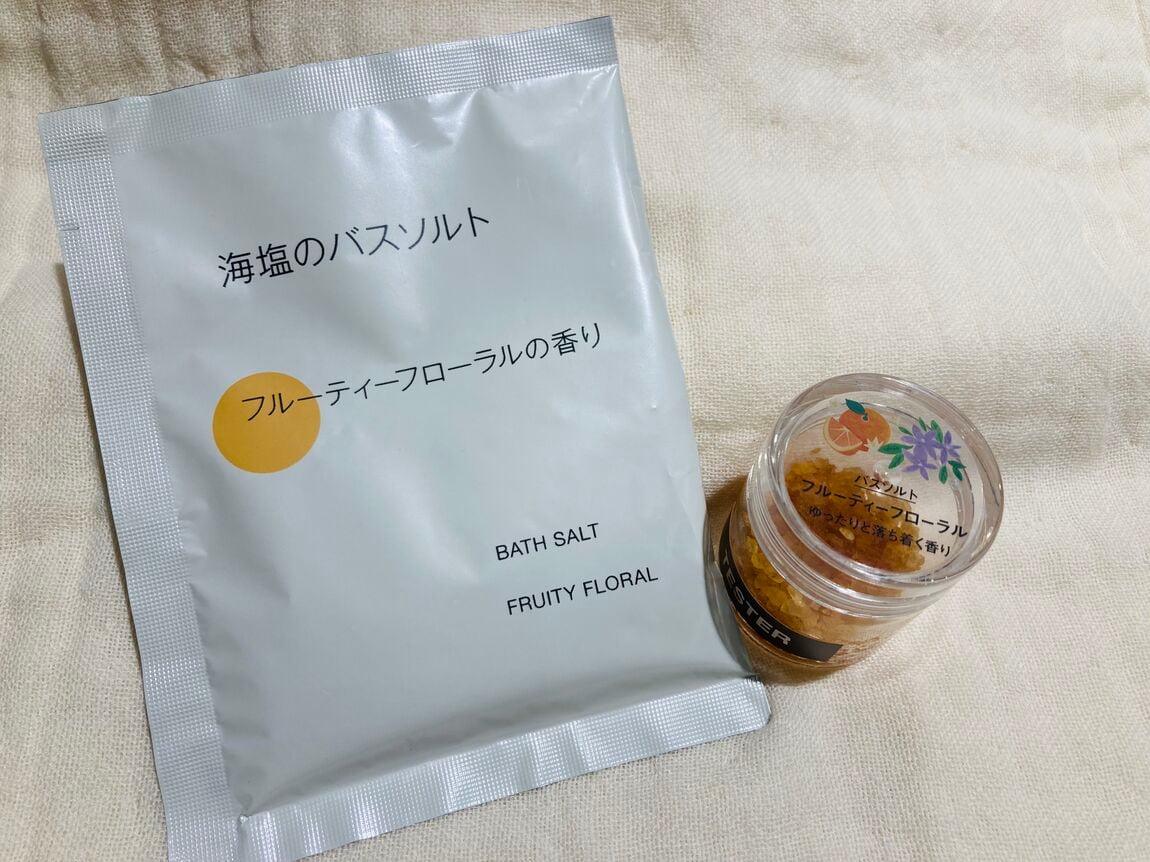 海塩のバスソルト
フルーティーフローラルの香り
BATH SALT
FRUITY FLORAL
バスソルト
フルーティーフローラル
ゆったりと落ち着く香り
TESTER